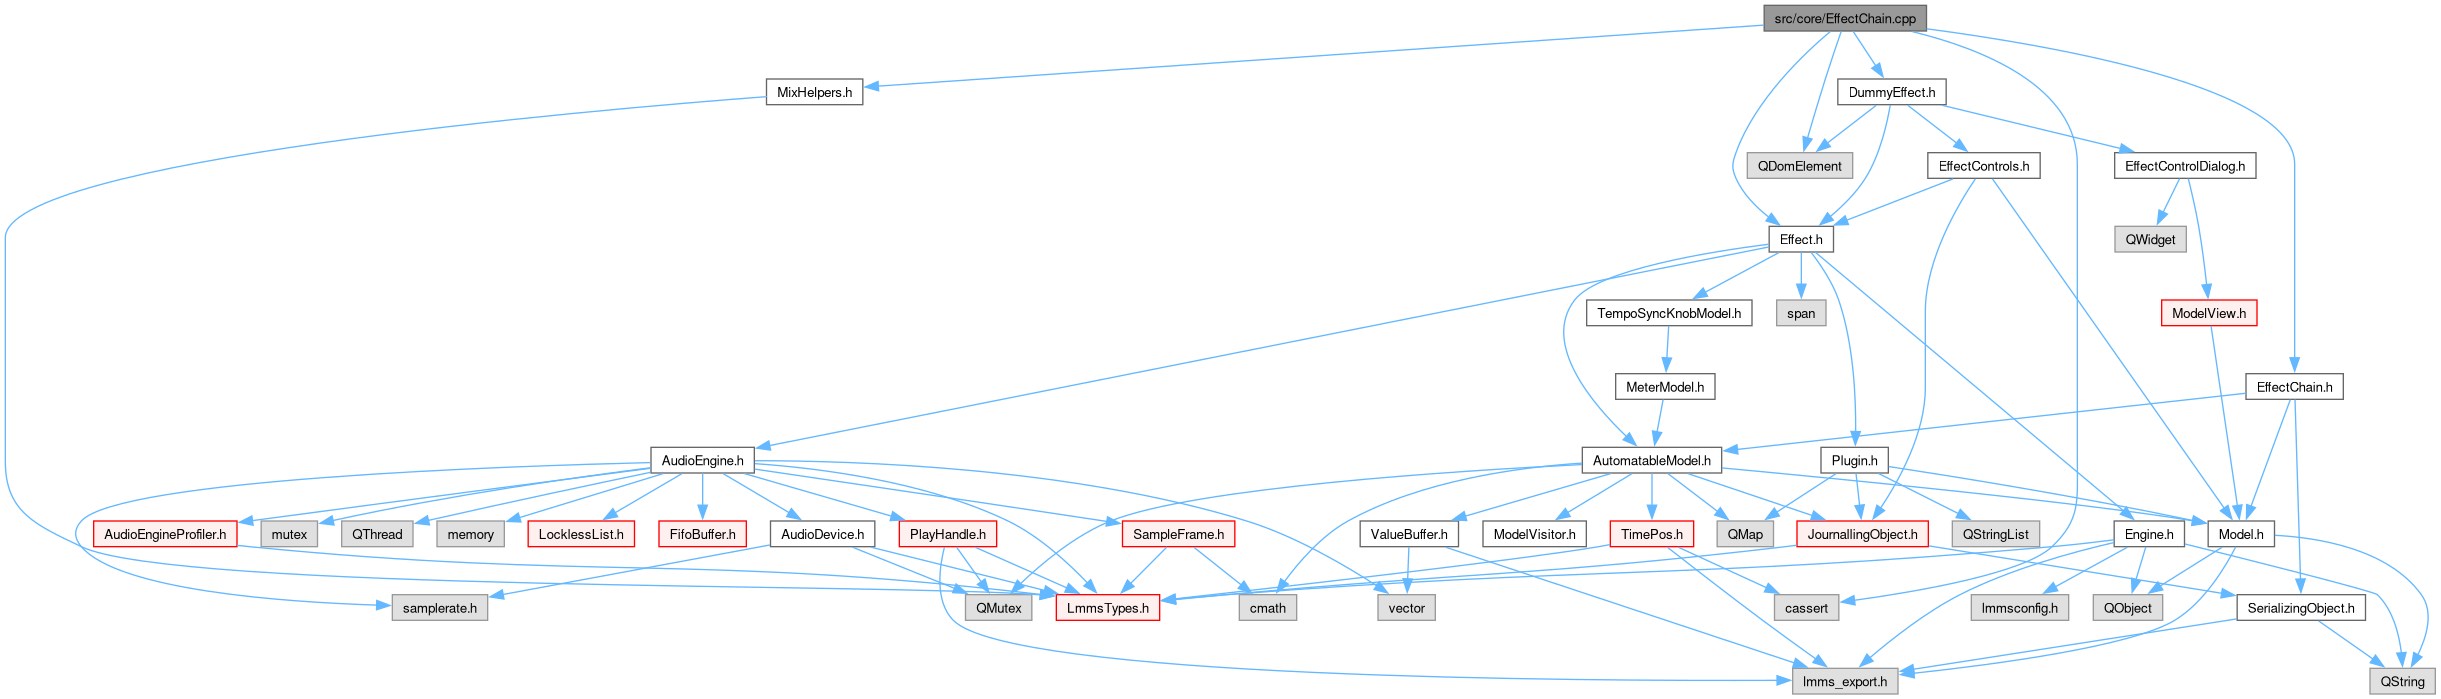 src/core/EffectChain.cpp
MixHelpers.h
DummyEffect.h
QDomElement
EffectControls.h
EffectControlDialog.h
Effect.h
QWidget
TempoSyncKnobModel.h
span
ModelView.h
MeterModel.h
EffectChain.h
AudioEngine.h
AutomatableModel.h
Plugin.h
AudioEngineProfiler.h
mutex
QThread
memory
LocklessList.h
FifoBuffer.h
AudioDevice.h
PlayHandle.h
SampleFrame.h
ValueBuffer.h
ModelVisitor.h
TimePos.h
QMap
JournallingObject.h
QStringList
Engine.h
Model.h
samplerate.h
QMutex
LmmsTypes.h
cmath
vector
cassert
lmmsconfig.h
QObject
SerializingObject.h
lmms_export.h
QString